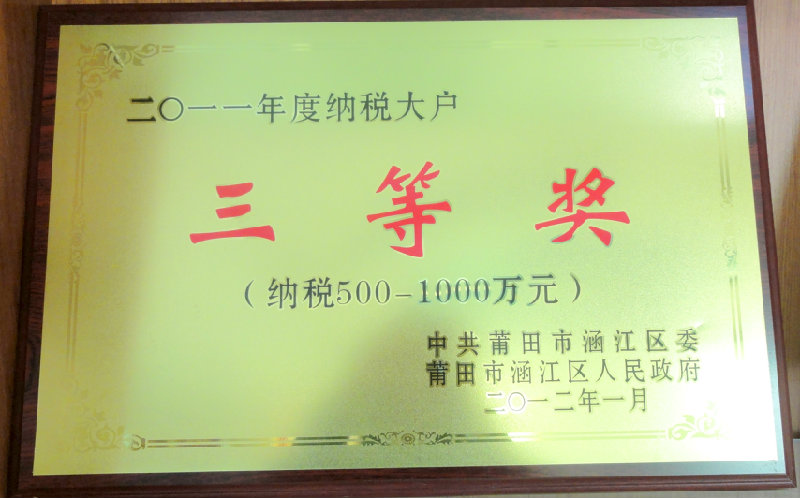 二〇一一年度纳税大户
三等奖
（纳税500-1000万元）
中共莆田市涵江区委
莆田市涵江区人民政府
二〇一二年一月